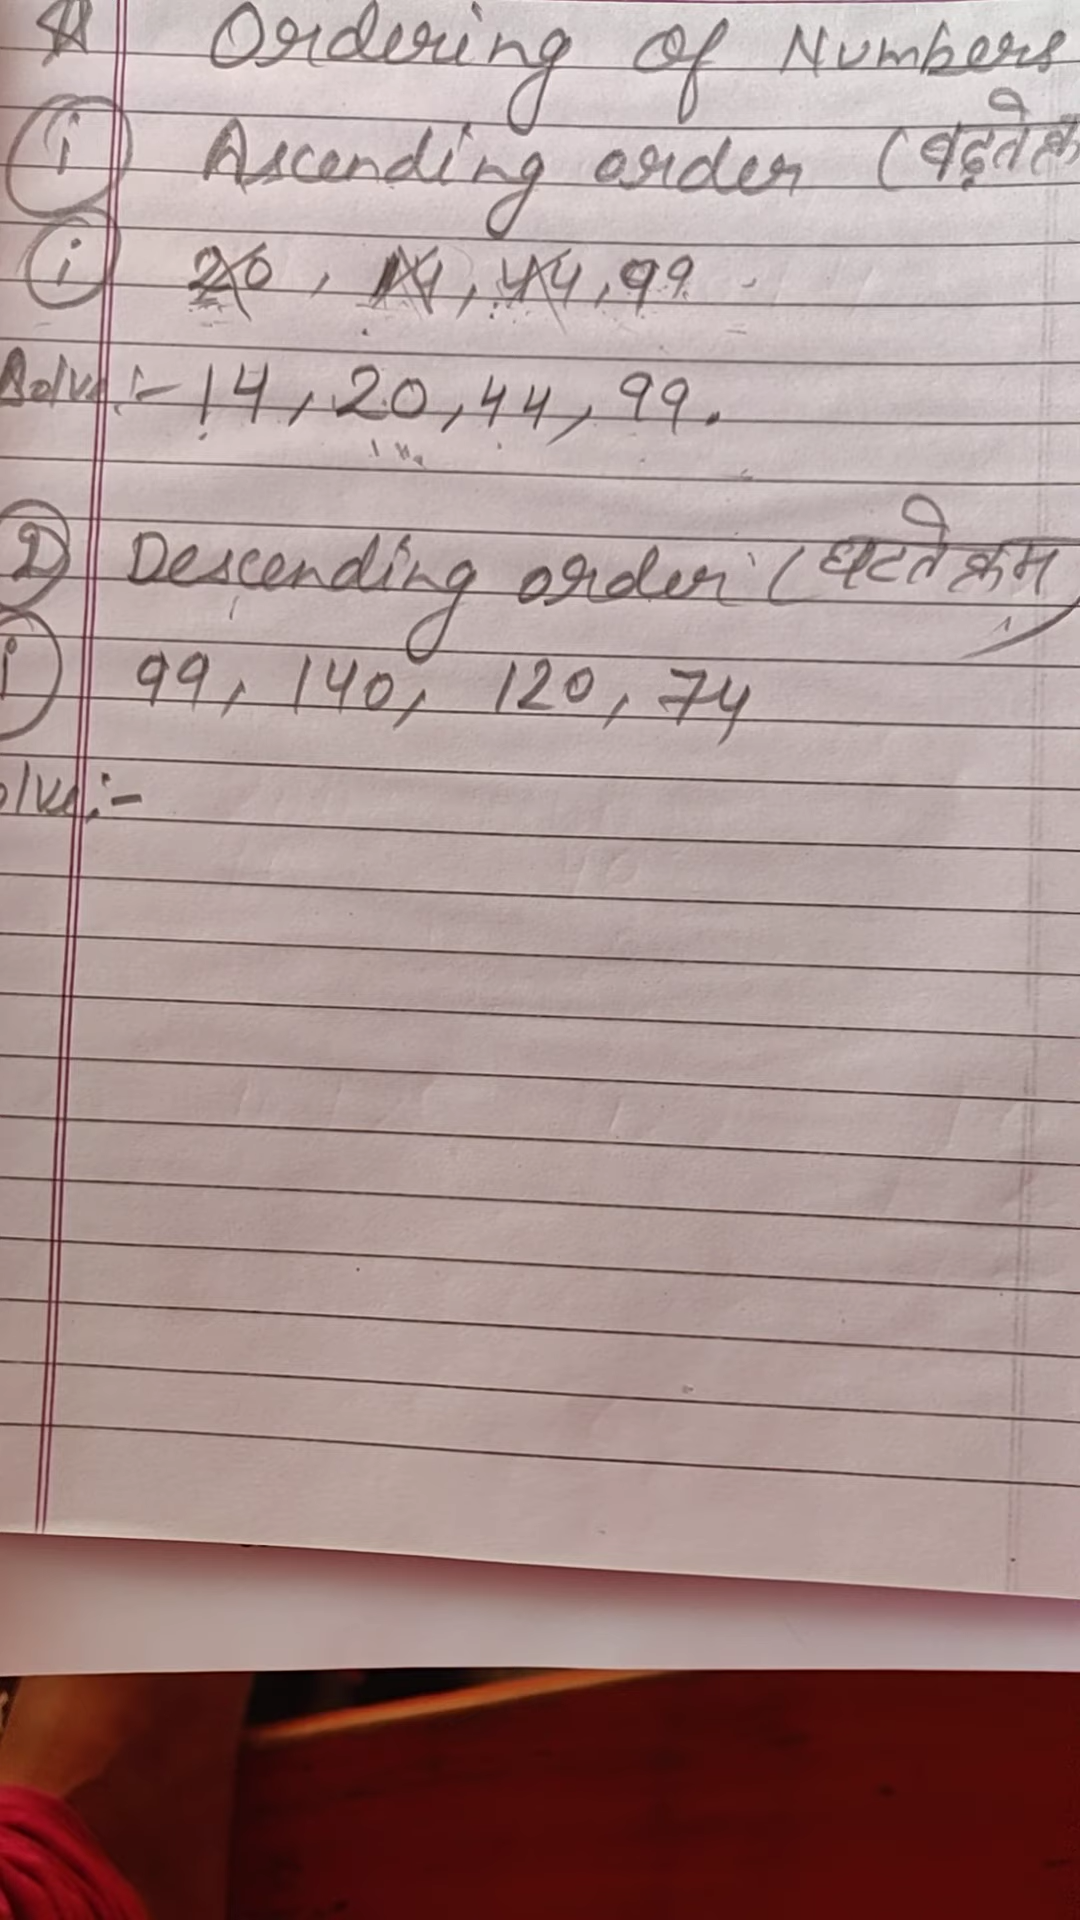 Ordering of Numbers
i Ascending order (बढ़ते
i 20, 14, 44, 99
Solve:- 14, 20, 44, 99.
2 Descending order (घटते क्रम)
i 99, 140, 120, 74
olve:-